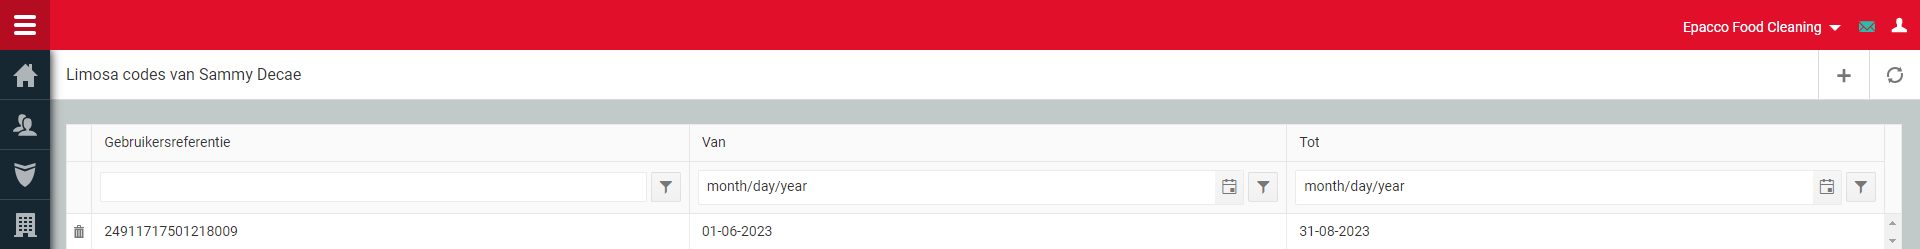 Epacco Food Cleaning
Limosa codes van Sammy Decae
Gebruikersreferentie Van Tot
month/day/year month/day/year
24911717501218009 01-06-2023 31-08-2023